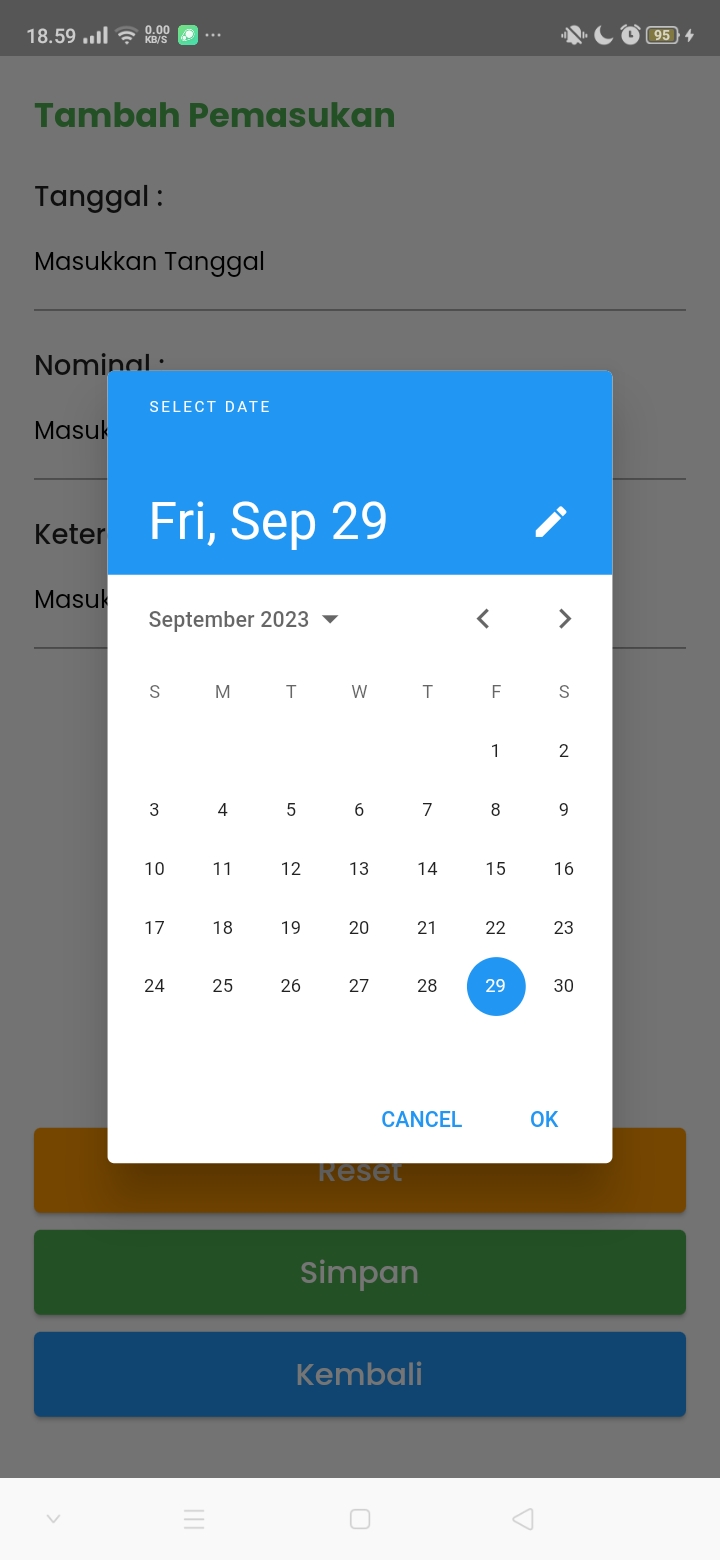 18.59 0.00 KB/S ... 95
Tambah Pemasukan
Tanggal :
Masukkan Tanggal
Nominal :
Masuk
Keter
Masuk
SELECT DATE
Fri, Sep 29
September 2023
S M T W T F S
1 2
3 4 5 6 7 8 9
10 11 12 13 14 15 16
17 18 19 20 21 22 23
24 25 26 27 28 29 30
CANCEL OK
Reset
Simpan
Kembali